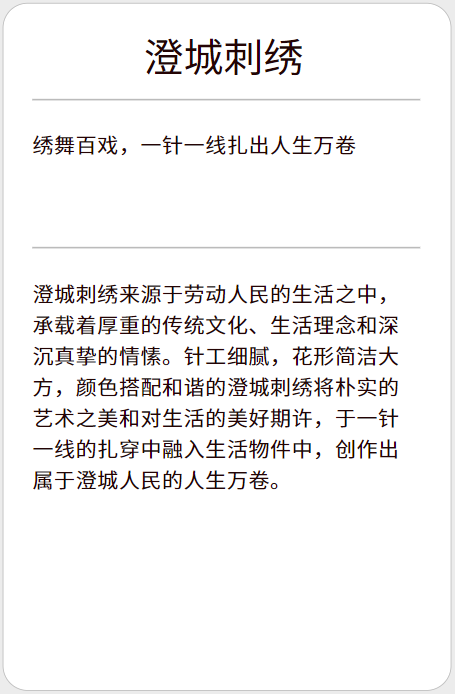 澄城刺绣
绣舞百戏，一针一线扎出人生万卷
澄城刺绣来源于劳动人民的生活之中，
承载着厚重的传统文化、生活理念和深
沉真挚的情愫。针工细腻，花形简洁大
方，颜色搭配和谐的澄城刺绣将朴实的
艺术之美和对生活的美好期许，于一针
一线的扎穿中融入生活物件中，创作出
属于澄城人民的人生万卷。